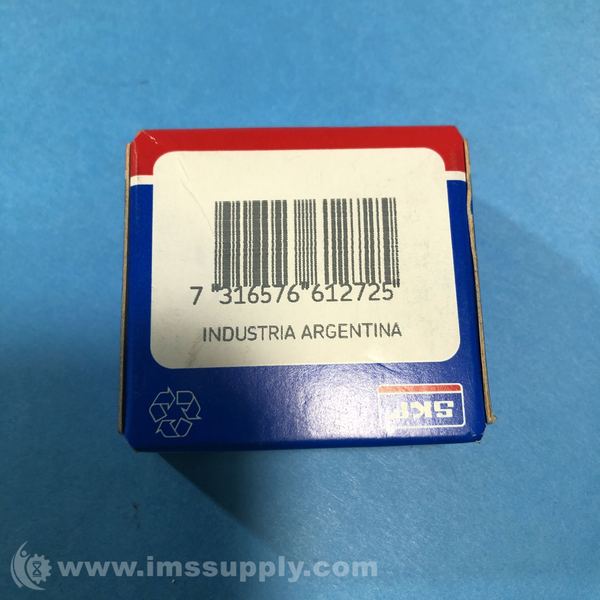 7 316576 612725
INDUSTRIA ARGENTINA
SKF
www.imssupply.com